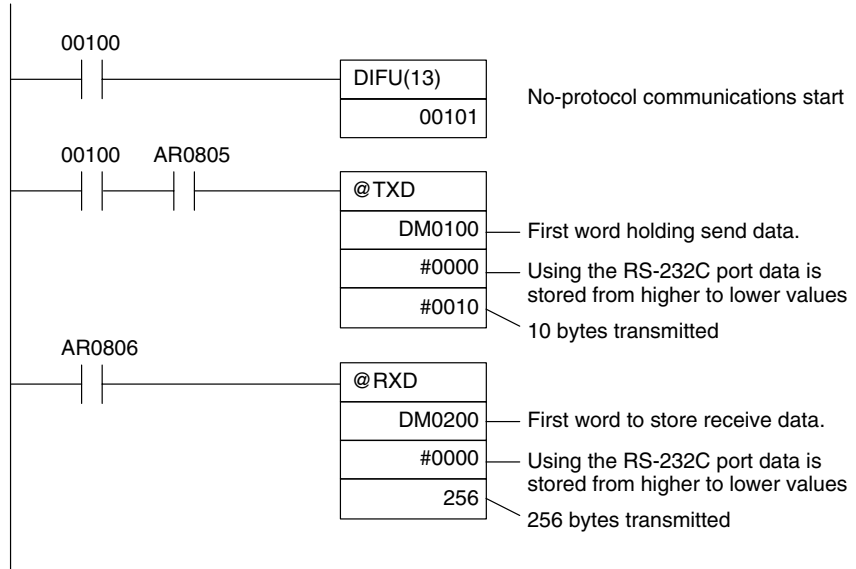 00100
DIFU(13)
00101
No-protocol communications start
00100 AR0805
@TXD
DM0100
First word holding send data.
#0000
Using the RS-232C port data is
stored from higher to lower values
#0010
10 bytes transmitted
AR0806
@RXD
DM0200
First word to store receive data.
#0000
Using the RS-232C port data is
stored from higher to lower values
256
256 bytes transmitted